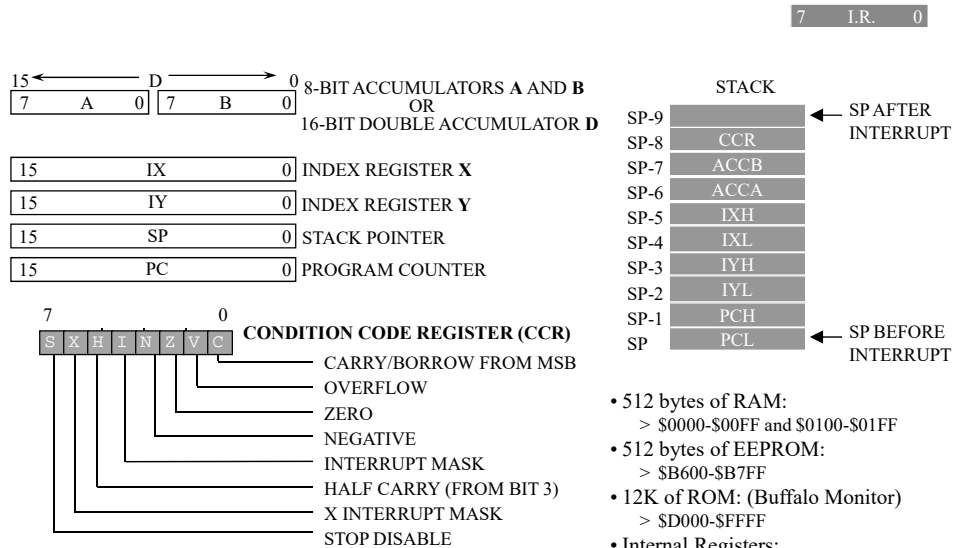 7 I.R. 0
15 D 0
7 A 0 7 B 0
8-BIT ACCUMULATORS A AND B
OR
16-BIT DOUBLE ACCUMULATOR D
15 IX 0 INDEX REGISTER X
15 IY 0 INDEX REGISTER Y
15 SP 0 STACK POINTER
15 PC 0 PROGRAM COUNTER
7 0
S X H I N Z V C
CONDITION CODE REGISTER (CCR)
CARRY/BORROW FROM MSB
OVERFLOW
ZERO
NEGATIVE
INTERRUPT MASK
HALF CARRY (FROM BIT 3)
X INTERRUPT MASK
STOP DISABLE
STACK
SP-9 SP AFTER
INTERRUPT
SP-8 CCR
SP-7 ACCB
SP-6 ACCA
SP-5 IXH
SP-4 IXL
SP-3 IYH
SP-2 IYL
SP-1 PCH
SP PCL SP BEFORE
INTERRUPT
• 512 bytes of RAM:
> $0000-$00FF and $0100-$01FF
• 512 bytes of EEPROM:
> $B600-$B7FF
• 12K of ROM: (Buffalo Monitor)
> $D000-$FFFF
• Internal Registers: